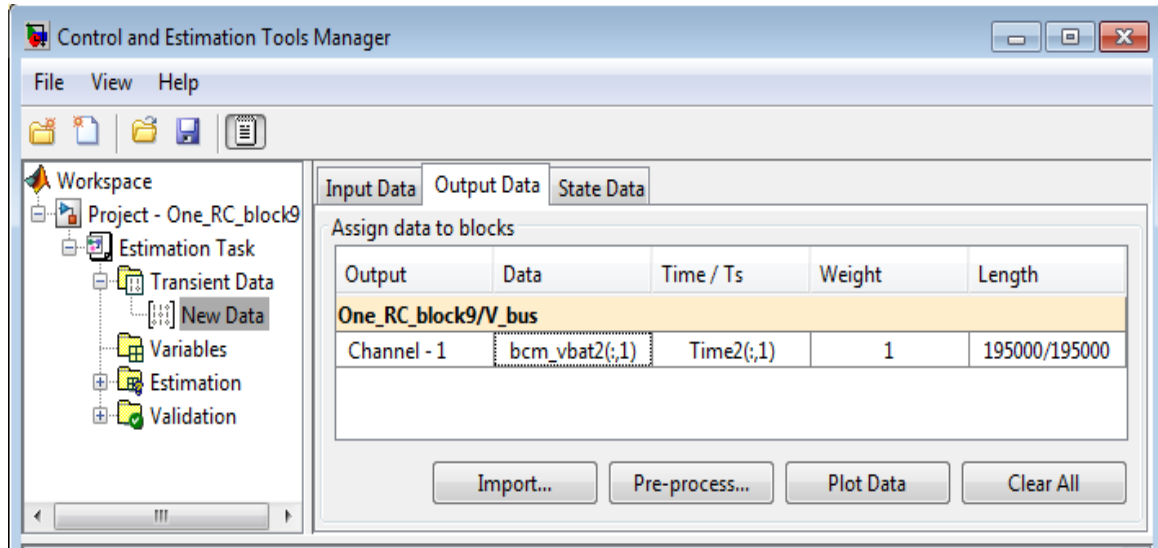 Control and Estimation Tools Manager
File View Help
Workspace
Project - One_RC_block9
Estimation Task
Transient Data
New Data
Variables
Estimation
Validation
Input Data Output Data State Data
Assign data to blocks
Output Data Time / Ts Weight Length
One_RC_block9/V_bus
Channel - 1 bcm_vbat2(:,1) Time2(:,1) 1 195000/195000
Import... Pre-process... Plot Data Clear All